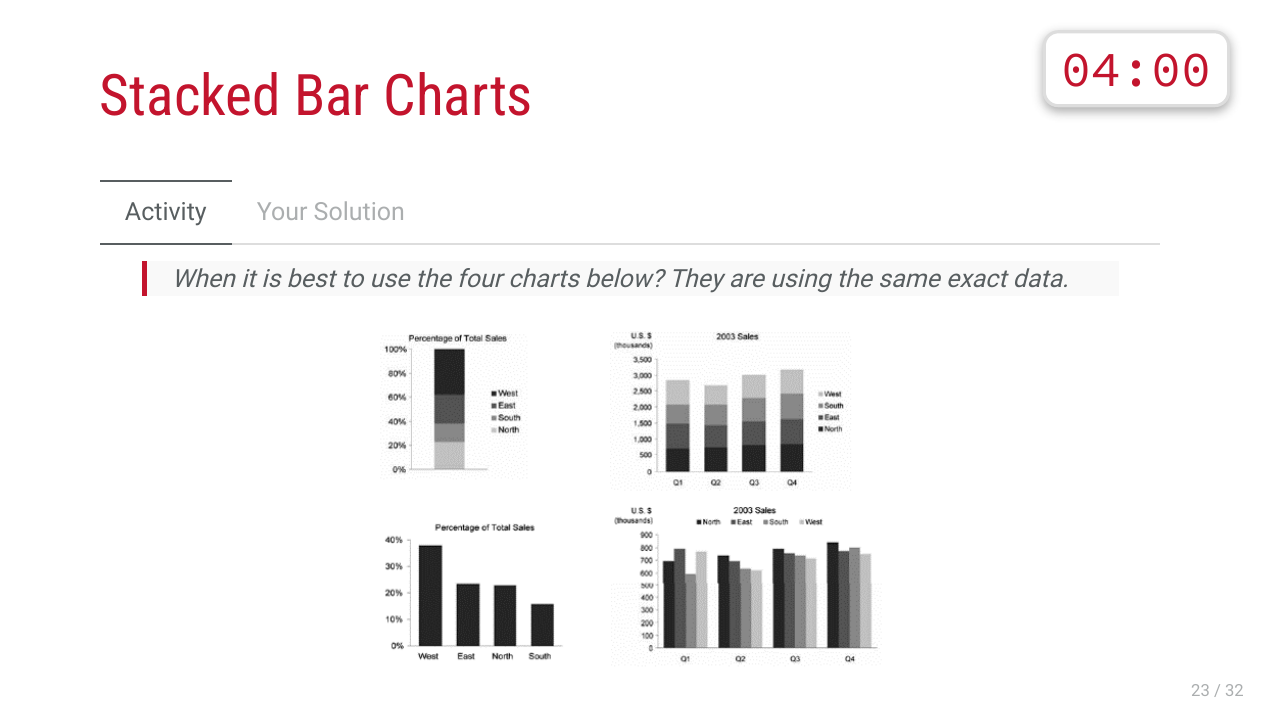 Stacked Bar Charts
04:00
Activity
Your Solution
When it is best to use the four charts below? They are using the same exact data.
Percentage of Total Sales
100%
80%
60%
40%
20%
0%
West
East
South
North
U.S. $
(thousands)
2003 Sales
3,500
3,000
2,500
2,000
1,500
1,000
500
0
West
South
East
North
Q1 Q2 Q3 Q4
Percentage of Total Sales
40%
30%
20%
10%
0%
West East North South
U.S. $
(thousands)
2003 Sales
North East South West
900
800
700
600
500
400
300
200
100
0
Q1 Q2 Q3 Q4
23 / 32